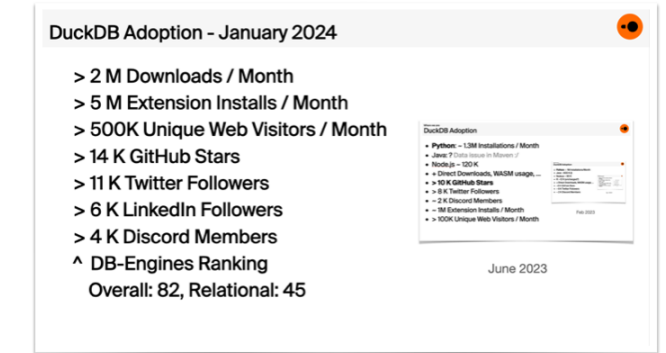 DuckDB Adoption - January 2024
> 2 M Downloads / Month
> 5 M Extension Installs / Month
> 500K Unique Web Visitors / Month
> 14 K GitHub Stars
> 11 K Twitter Followers
> 6 K LinkedIn Followers
> 4 K Discord Members
^ DB-Engines Ranking
Overall: 82, Relational: 45
DuckDB Adoption
• Python: ~ 1.3M Installations / Month
• Java: ? Data issue in Maven :/
• Node.js ~ 120 K
• + Direct Downloads, WASM usage, ...
• > 10 K GitHub Stars
• > 8 K Twitter Followers
• ~ 2 K Discord Members
• ~ 1M Extension Installs / Month
• > 100K Unique Web Visitors / Month
Feb 2023
June 2023